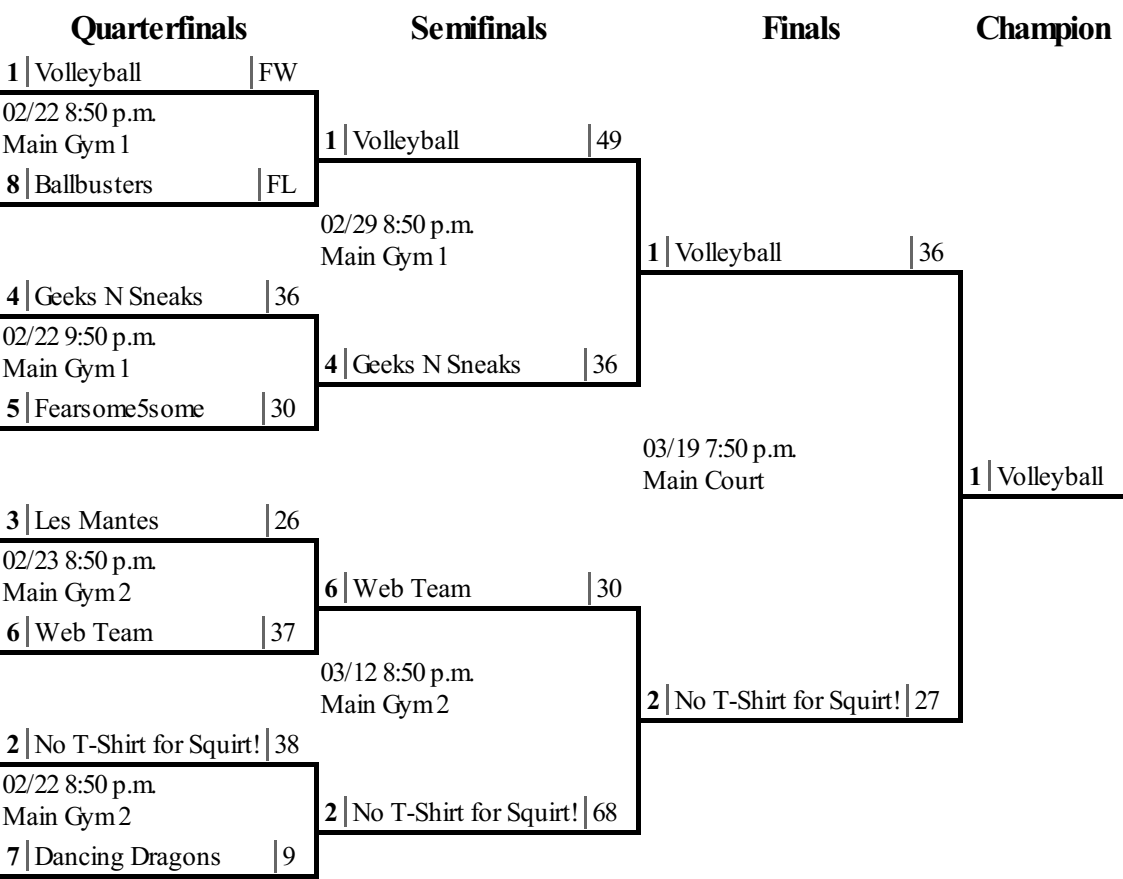 Quarterfinals Semifinals Finals Champion
1 Volleyball FW
02/22 8:50 p.m.
Main Gym 1
8 Ballbusters FL
4 Geeks N Sneaks 36
02/22 9:50 p.m.
Main Gym 1
5 Fearsome5some 30
3 Les Mantes 26
02/23 8:50 p.m.
Main Gym 2
6 Web Team 37
2 No T-Shirt for Squirt! 38
02/22 8:50 p.m.
Main Gym 2
7 Dancing Dragons 9
1 Volleyball 49
02/29 8:50 p.m.
Main Gym 1
4 Geeks N Sneaks 36
6 Web Team 30
03/12 8:50 p.m.
Main Gym 2
2 No T-Shirt for Squirt! 68
1 Volleyball 36
03/19 7:50 p.m.
Main Court
2 No T-Shirt for Squirt! 27
1 Volleyball